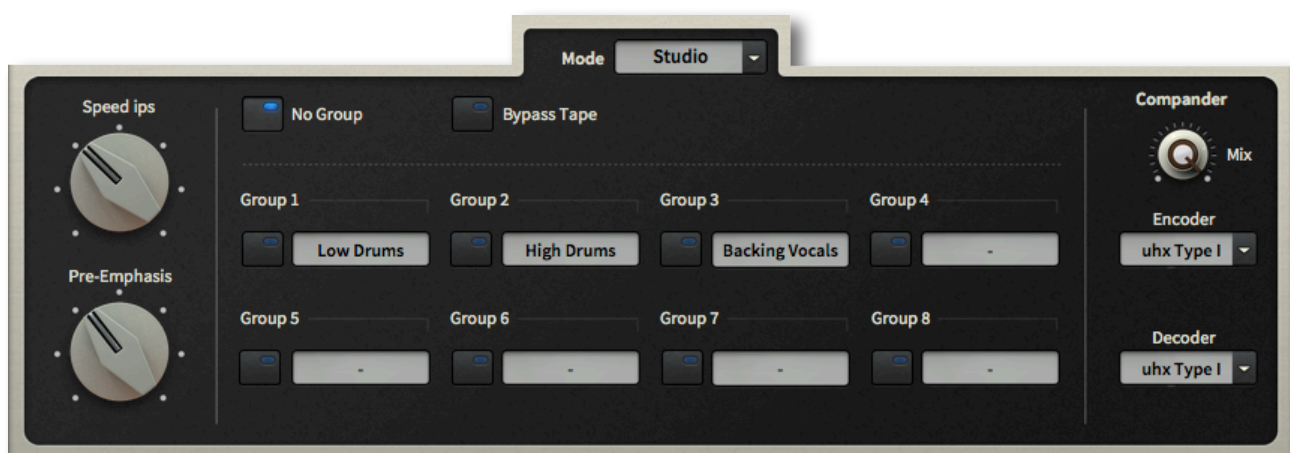 Mode Studio
Speed ips
No Group
Bypass Tape
Compander
Mix
Group 1
Group 2
Group 3
Group 4
Encoder
Low Drums
High Drums
Backing Vocals
-
uhx Type I
Pre-Emphasis
Group 5
Group 6
Group 7
Group 8
Decoder
-
-
-
-
uhx Type I